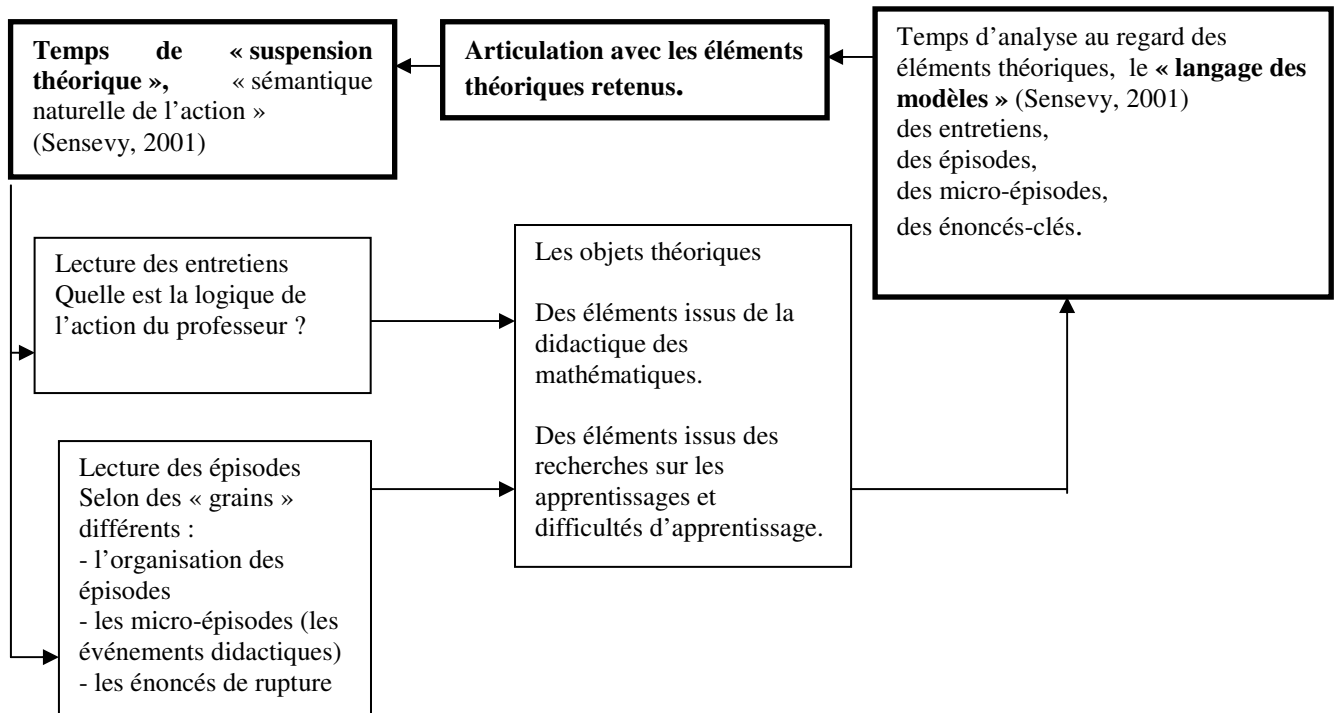 Temps de « suspension
théorique », « sémantique
naturelle de l’action »
(Sensevy, 2001)
Articulation avec les éléments
théoriques retenus.
Temps d’analyse au regard des
éléments théoriques, le « langage des
modèles » (Sensevy, 2001)
des entretiens,
des épisodes,
des micro-épisodes,
des énoncés-clés.
Lecture des entretiens
Quelle est la logique de
l’action du professeur ?
Les objets théoriques
Des éléments issus de la
didactique des
mathématiques.
Des éléments issus des
recherches sur les
apprentissages et
difficultés d’apprentissage.
Lecture des épisodes
Selon des « grains »
différents :
- l’organisation des
épisodes
- les micro-épisodes (les
événements didactiques)
- les énoncés de rupture